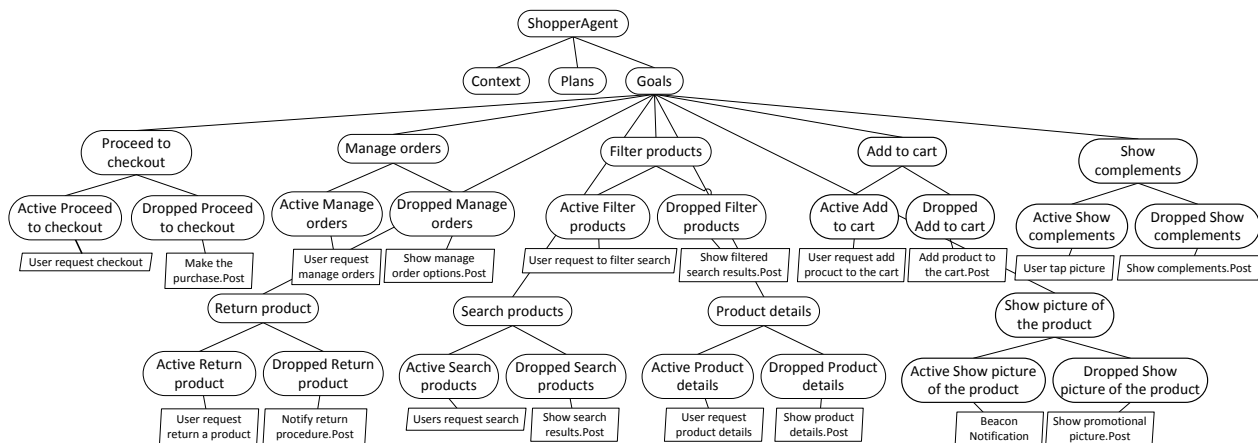 ShopperAgent
Context
Plans
Goals
Proceed to
checkout
Manage orders
Filter products
Add to cart
Show
complements
Active Proceed
to checkout
Dropped Proceed
to checkout
Active Manage
orders
Dropped Manage
orders
Active Filter
products
Dropped Filter
products
Active Add
to cart
Dropped
Add to cart
Active Show
complements
Dropped Show
complements
User request checkout
Make the
purchase.Post
User request
manage orders
Show manage
order options.Post
User request to filter search
Show filtered
search results.Post
User request add
procuct to the cart
Add product to
the cart.Post
User tap picture
Show complements.Post
Return product
Search products
Product details
Show picture of
the product
Active Return
product
Dropped Return
product
Active Search
products
Dropped Search
products
Active Product
details
Dropped Product
details
Active Show picture
of the product
Dropped Show
picture of the product
User request
return a product
Notify return
procedure.Post
Users request search
Show search
results.Post
User request
product details
Show product
details.Post
Beacon
Notification
Show promotional
picture.Post